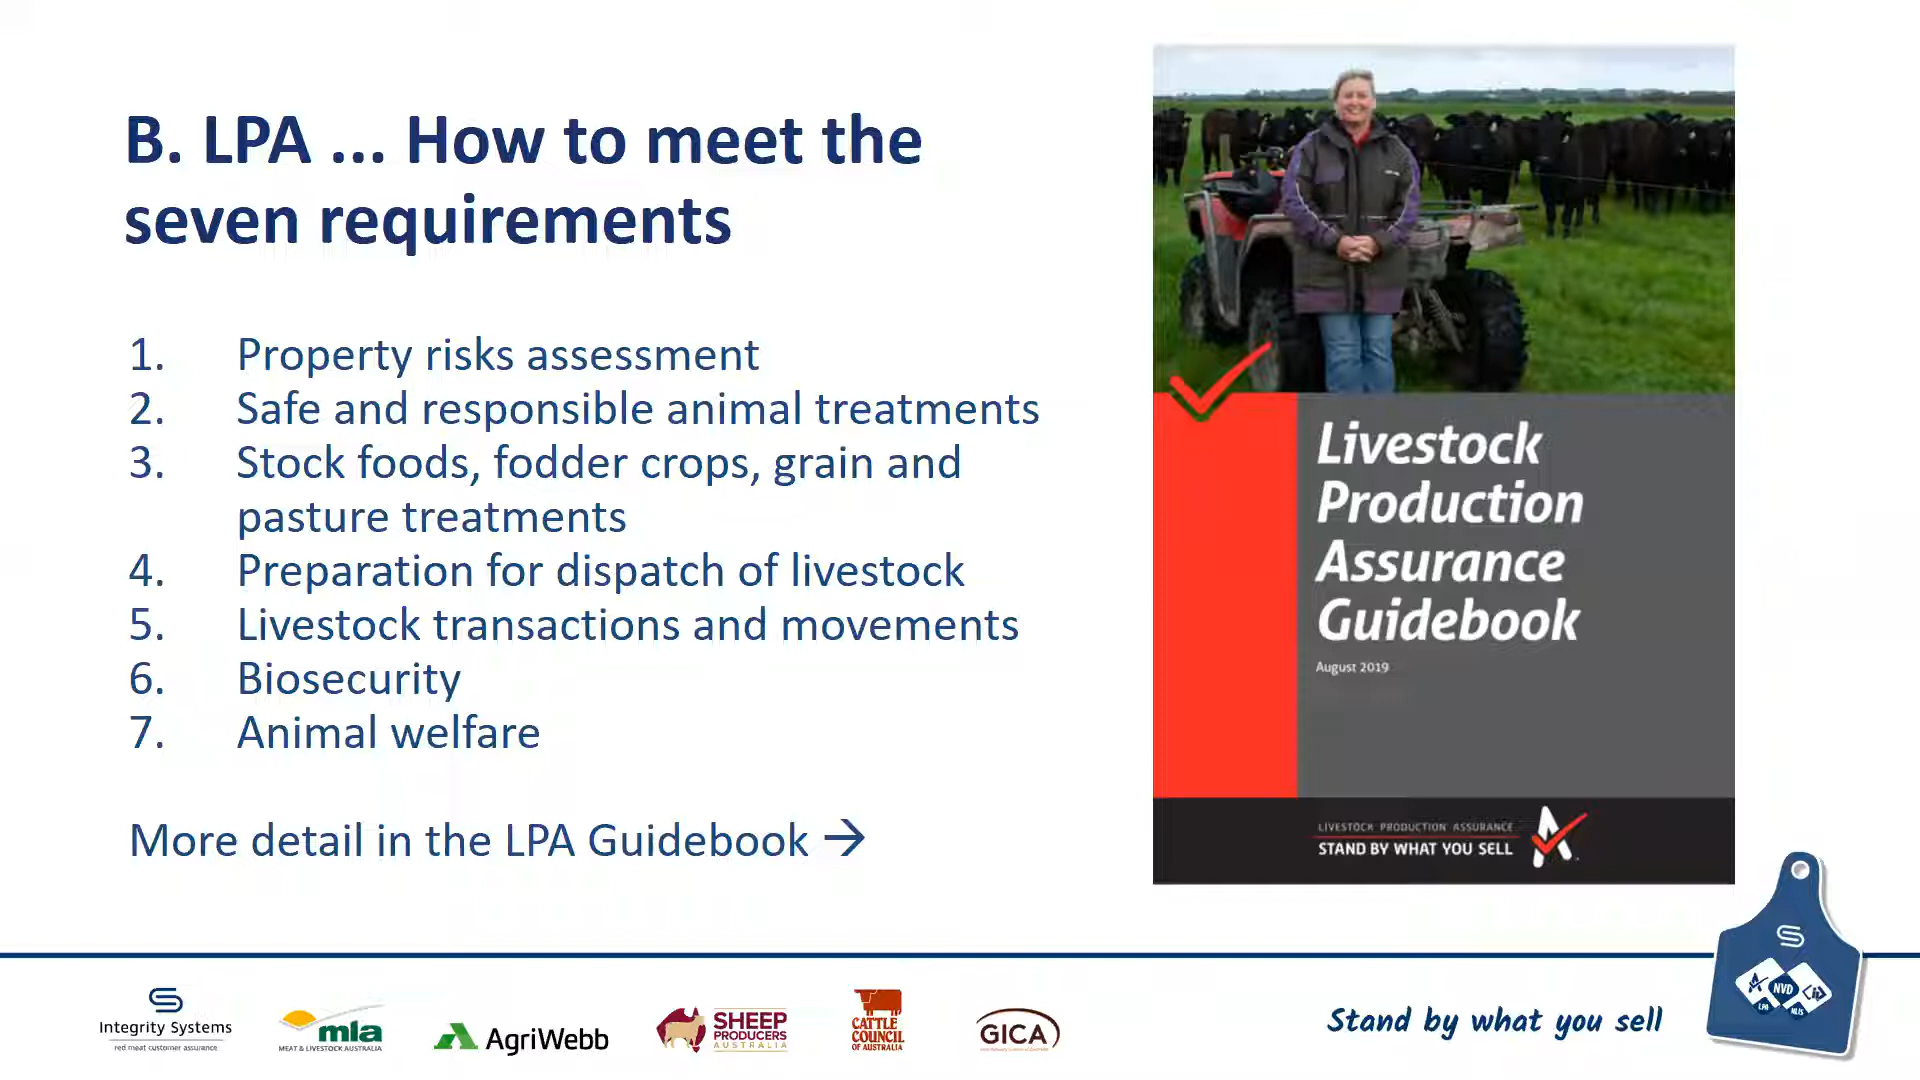 B. LPA ... How to meet the
seven requirements
1. Property risks assessment
2. Safe and responsible animal treatments
3. Stock foods, fodder crops, grain and
pasture treatments
4. Preparation for dispatch of livestock
5. Livestock transactions and movements
6. Biosecurity
7. Animal welfare
More detail in the LPA Guidebook →
Livestock
Production
Assurance
Guidebook
August 2019
LIVESTOCK PRODUCTION ASSURANCE
STAND BY WHAT YOU SELL
Integrity Systems
red meat customer assurance
mla
MEAT & LIVESTOCK AUSTRALIA
AgriWebb
SHEEP
PRODUCERS
AUSTRALIA
CATTLE
COUNCIL
OF AUSTRALIA
GICA
Stand by what you sell
LPA
NVD
NLIS